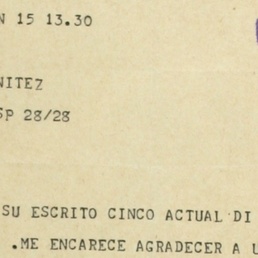 N 15 13.30
NITEZ
SP 28/28
SU ESCRITO CINCO ACTUAL DI
.ME ENCARECE AGRADECER A U